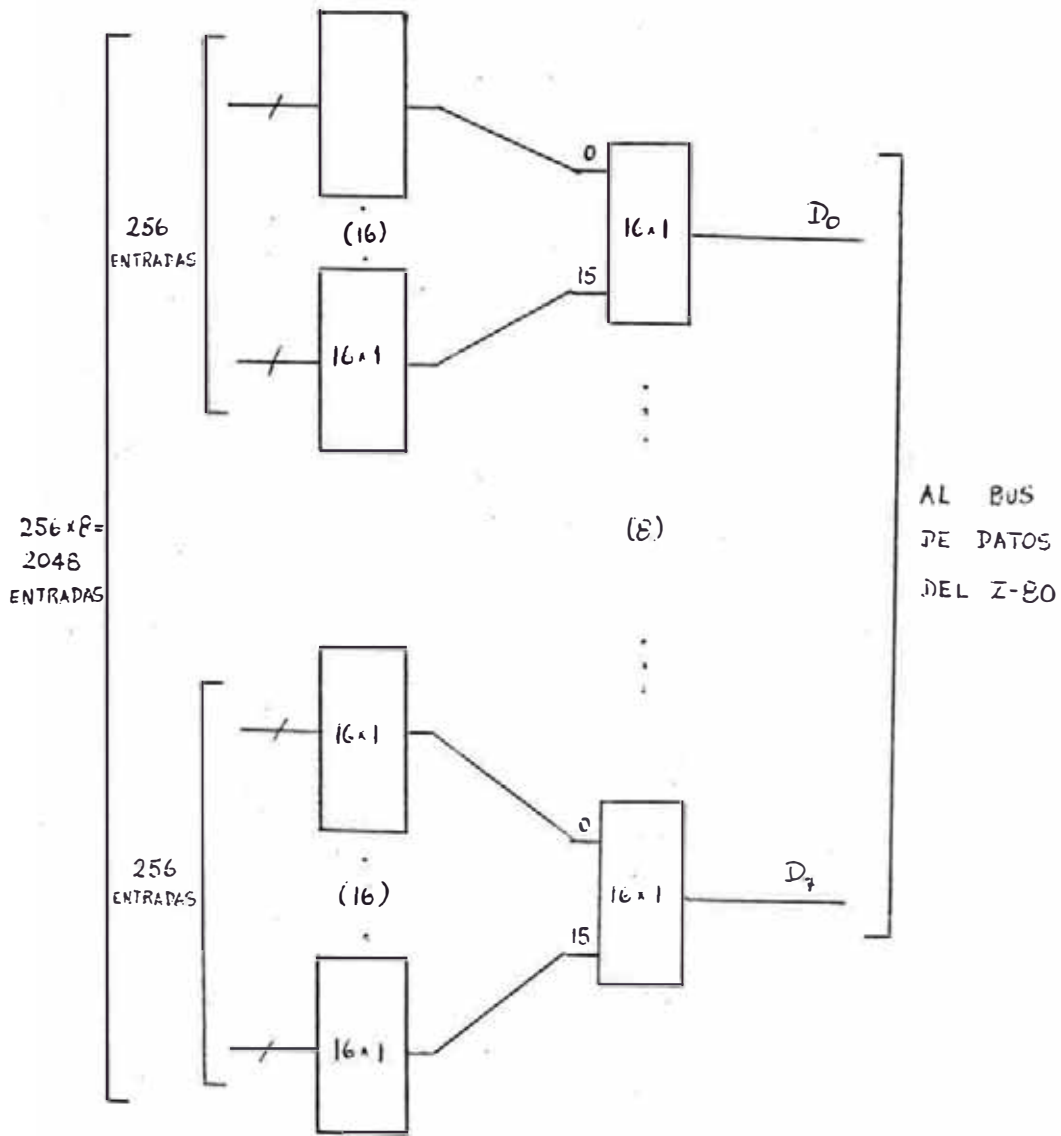 0
16x1
D0
256
ENTRADAS
(16)
15
16x1
256x8=
2048
ENTRADAS
(8)
AL BUS
DE DATOS
DEL Z-80
16x1
0
256
ENTRADAS
(16)
16x1
D7
15
16x1